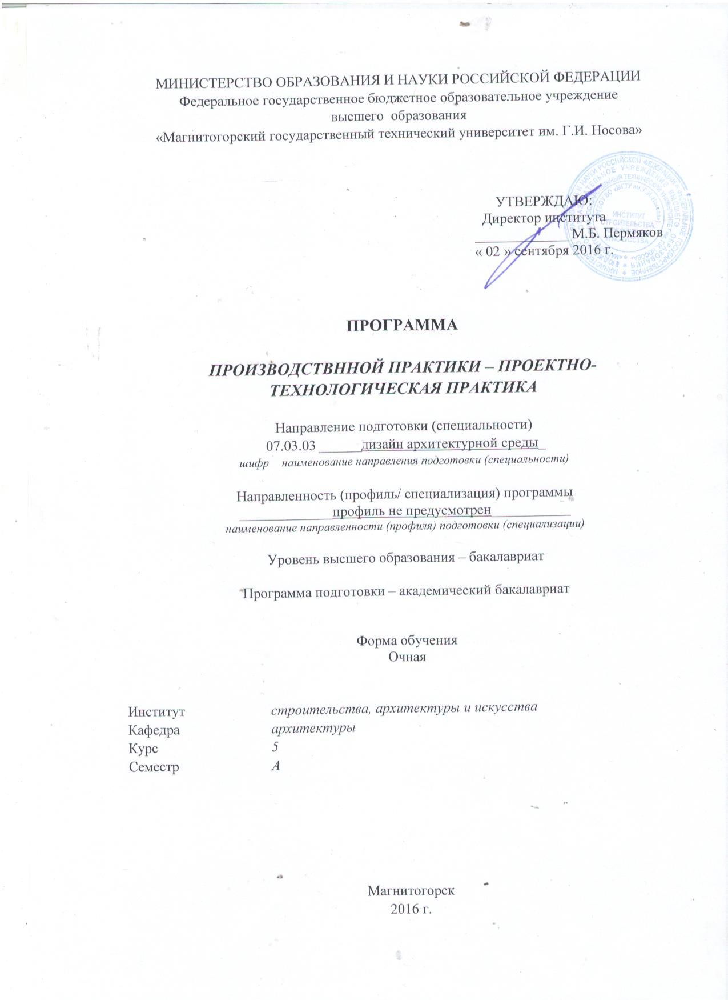 МИНИСТЕРСТВО ОБРАЗОВАНИЯ И НАУКИ РОССИЙСКОЙ ФЕДЕРАЦИИ
Федеральное государственное бюджетное образовательное учреждение
высшего образования
«Магнитогорский государственный технический университет им. Г.И. Носова»
УТВЕРЖДАЮ:
Директор института
____________ М.Б. Пермяков
« 02 » сентября 2016 г.
ИНСТИТУТ
СТРОИТЕЛЬСТВА
ПРОГРАММА
ПРОИЗВОДСТВННОЙ ПРАКТИКИ – ПРОЕКТНО-
ТЕХНОЛОГИЧЕСКАЯ ПРАКТИКА
Направление подготовки (специальности)
07.03.03 ______дизайн архитектурной среды_
шифр наименование направления подготовки (специальности)
Направленность (профиль/ специализация) программы
_____________профиль не предусмотрен___________
наименование направленности (профиля) подготовки (специализации)
Уровень высшего образования – бакалавриат
Программа подготовки – академический бакалавриат
Форма обучения
Очная
Институт строительства, архитектуры и искусства
Кафедра архитектуры
Курс 5
Семестр А
Магнитогорск
2016 г.